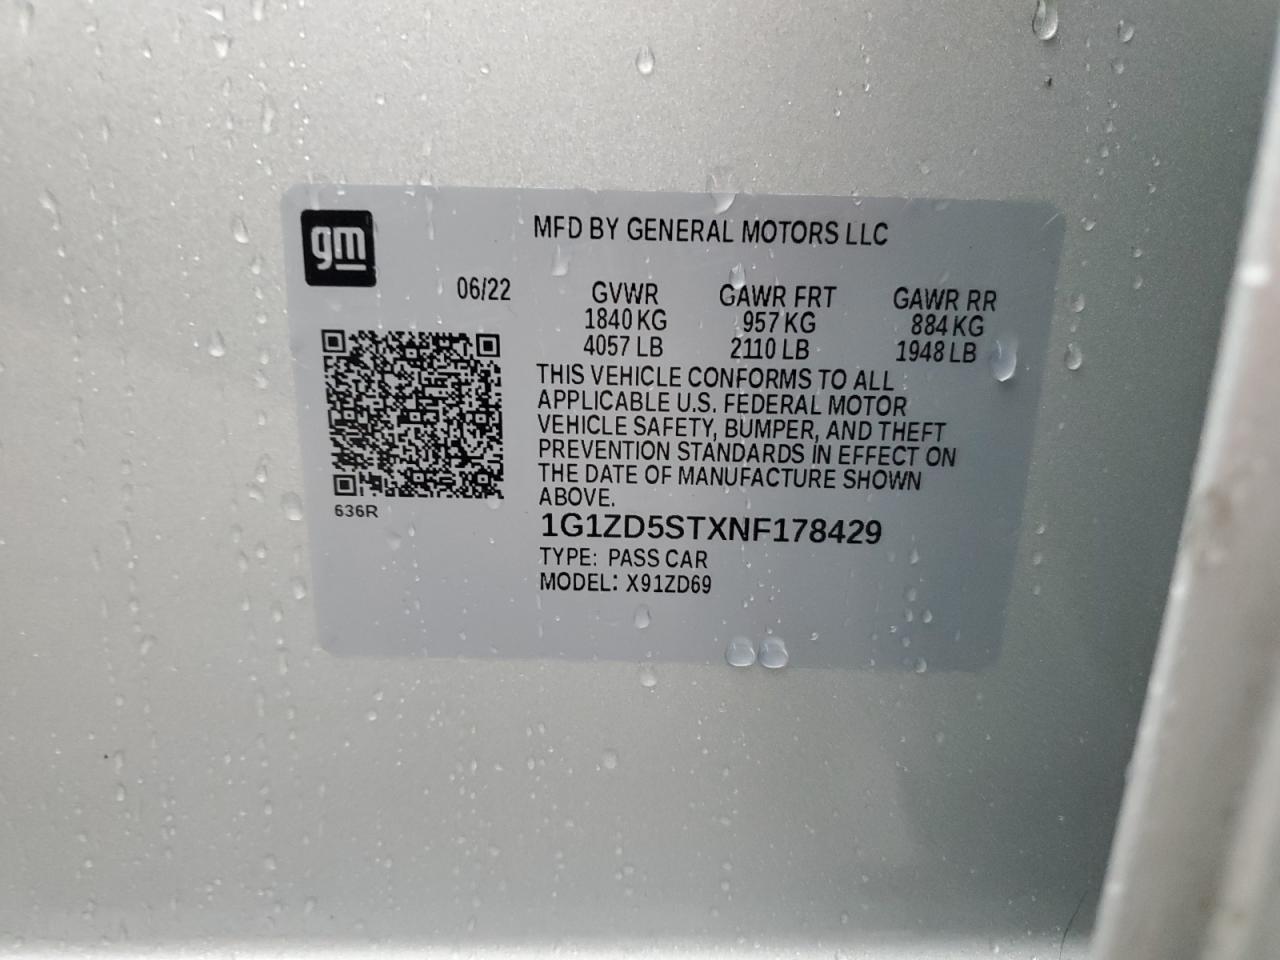 gm
MFD BY GENERAL MOTORS LLC
06/22 GVWR GAWR FRT GAWR RR
1840 KG 957 KG 884 KG
4057 LB 2110 LB 1948 LB
THIS VEHICLE CONFORMS TO ALL
APPLICABLE U.S. FEDERAL MOTOR
VEHICLE SAFETY, BUMPER, AND THEFT
PREVENTION STANDARDS IN EFFECT ON
THE DATE OF MANUFACTURE SHOWN
ABOVE.
636R
1G1ZD5STXNF178429
TYPE: PASS CAR
MODEL: X91ZD69